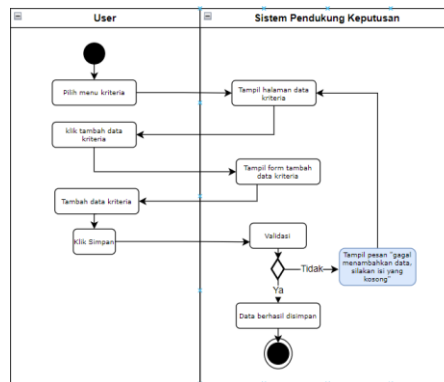 User
Sistem Pendukung Keputusan
Pilih menu kriteria
Tampil halaman data
kriteria
klik tambah data
kriteria
Tampil form tambah
data kriteria
Tambah data kriteria
Klik Simpan
Validasi
Tidak
Tampil pesan "gagal
menambahkan data,
silakan isi yang
kosong"
Ya
Data berhasil disimpan